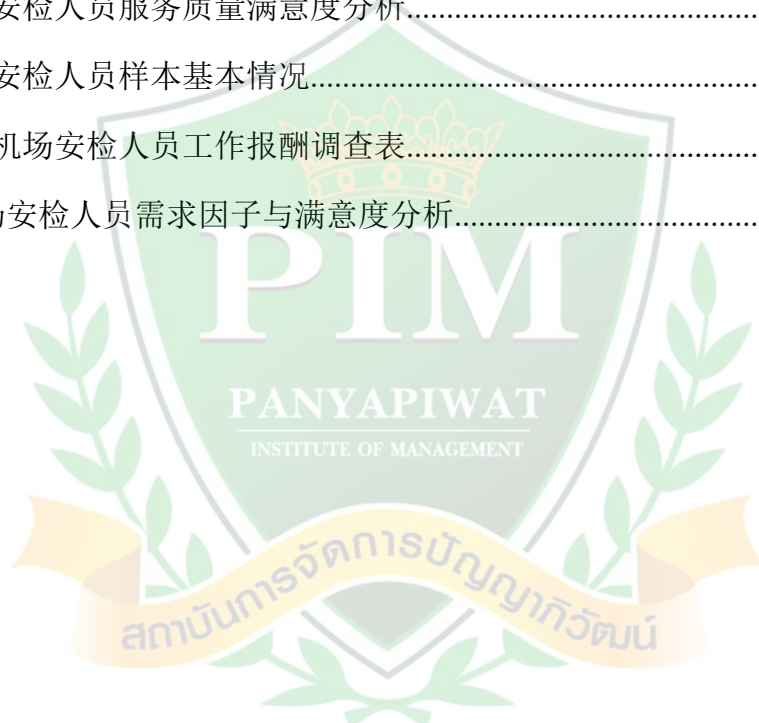 安检人员服务质量满意度分析
安检人员样本基本情况
机场安检人员工作报酬调查表
安检人员需求因子与满意度分析
PIM
PANYAPIWAT
INSTITUTE OF MANAGEMENT
สถาบันการจัดการปัญญาภิวัฒน์